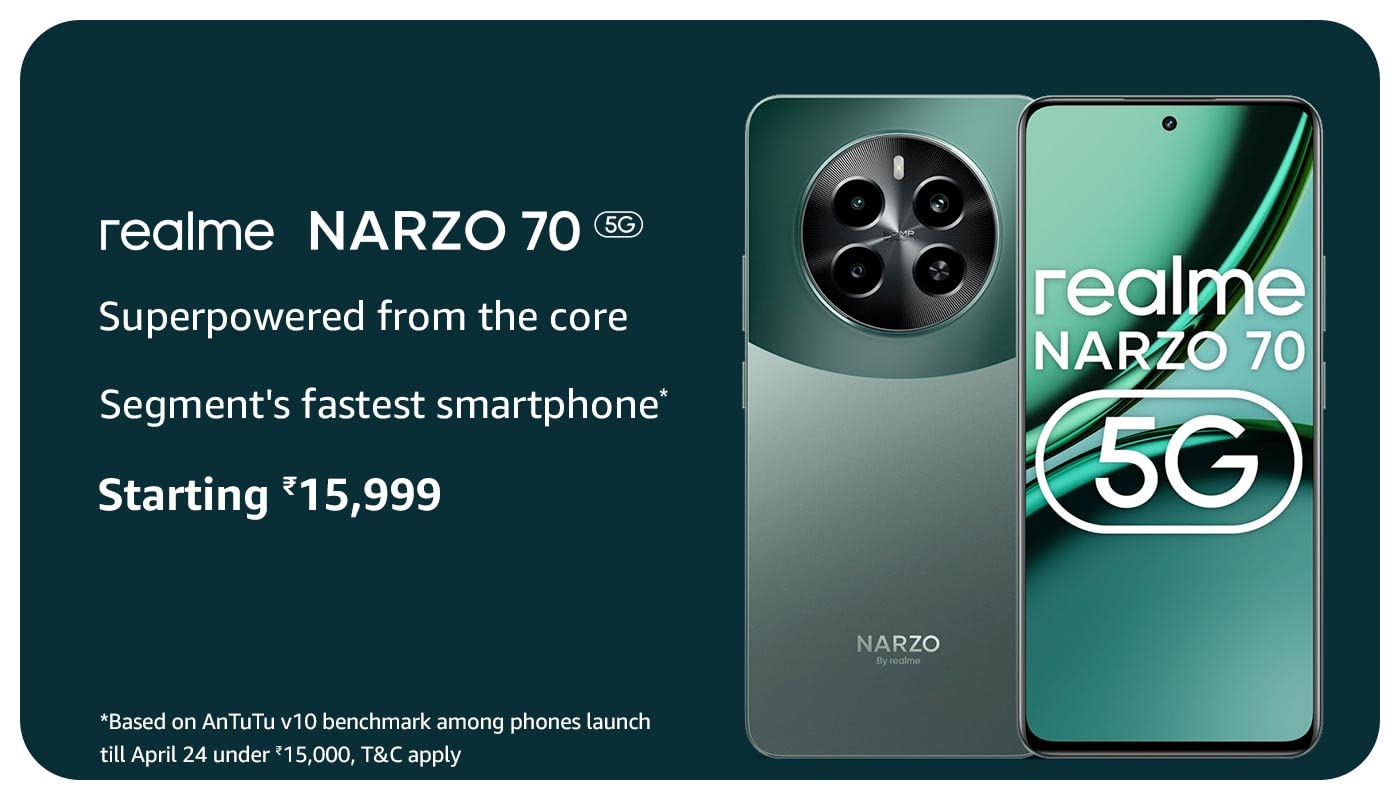 realme NARZO 70 5G
Superpowered from the core
Segment's fastest smartphone*
Starting ₹15,999
*Based on AnTuTu v10 benchmark among phones launch
till April 24 under ₹15,000, T&C apply
NARZO
By realme
realme
NARZO 70
5G